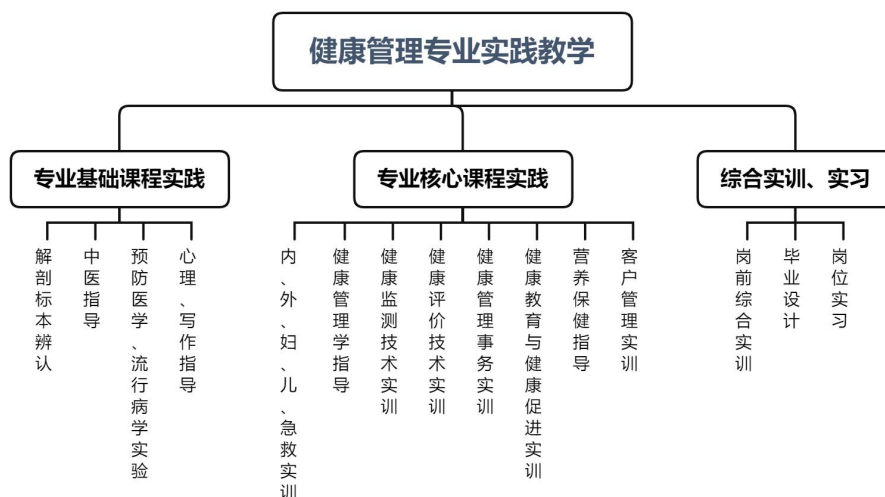 健康管理专业实践教学
专业基础课程实践
专业核心课程实践
综合实训、实习
解剖标本辨认
中医指导
预防医学、流行病学实验
心理、写作指导
内、外、妇、儿、急救实训
健康管理学指导
健康监测技术实训
健康评价技术实训
健康管理事务实训
健康教育与健康促进实训
营养保健指导
客户管理实训
岗前综合实训
毕业设计
岗位实习